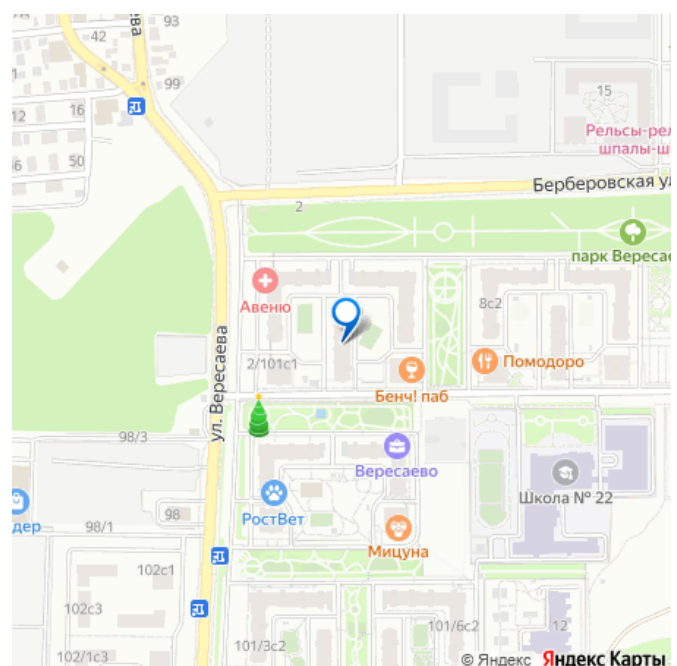 42
99
12
16
6
50
15
Рельсы-рел
шпалы-ш
Берберовская ул
2
парк Вересае
Авеню
8с2
ул. Вересаева
2/101с1
Помодоро
Бенч! паб
98/3
Вересаево
Школа № 22
дер
98/1
98
РостВет
Мицуна
102с1
102с3
101/6с2
12
101/3с2
102/1с3
© Яндекс Яндекс Карты